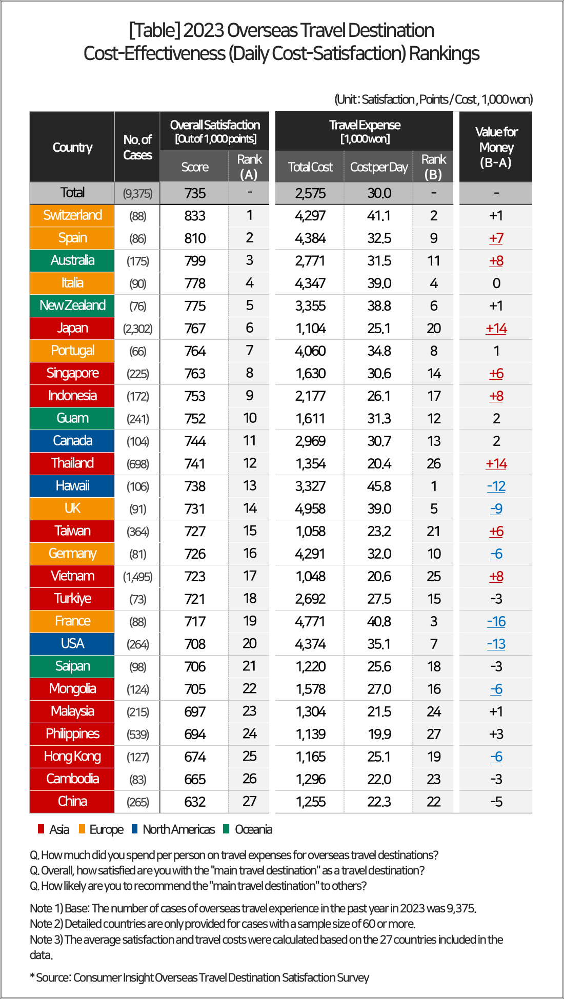 [Table] 2023 Overseas Travel Destination
Cost-Effectiveness (Daily Cost-Satisfaction) Rankings
(Unit : Satisfaction , Points / Cost , 1,000 won)
Country No. of Cases Overall Satisfaction [Out of 1,000 points] Travel Expense [1,000 won] Value for Money (B-A)
Score Rank (A) Total Cost Cost per Day Rank (B)
Total (9,375) 735 - 2,575 30.0 - -
Switzerland (88) 833 1 4,297 41.1 2 +1
Spain (86) 810 2 4,384 32.5 9 +7
Australia (175) 799 3 2,771 31.5 11 +8
Italia (90) 778 4 4,347 39.0 4 0
New Zealand (76) 775 5 3,355 38.8 6 +1
Japan (2,302) 767 6 1,104 25.1 20 +14
Portugal (66) 764 7 4,060 34.8 8 1
Singapore (225) 763 8 1,630 30.6 14 +6
Indonesia (172) 753 9 2,177 26.1 17 +8
Guam (241) 752 10 1,611 31.3 12 2
Canada (104) 744 11 2,969 30.7 13 2
Thailand (698) 741 12 1,354 20.4 26 +14
Hawaii (106) 738 13 3,327 45.8 1 -12
UK (91) 731 14 4,958 39.0 5 -9
Taiwan (364) 727 15 1,058 23.2 21 +6
Germany (81) 726 16 4,291 32.0 10 -6
Vietnam (1,495) 723 17 1,048 20.6 25 +8
Turkiye (73) 721 18 2,692 27.5 15 -3
France (88) 717 19 4,771 40.8 3 -16
USA (264) 708 20 4,374 35.1 7 -13
Saipan (98) 706 21 1,220 25.6 18 -3
Mongolia (124) 705 22 1,578 27.0 16 -6
Malaysia (215) 697 23 1,304 21.5 24 +1
Philippines (539) 694 24 1,139 19.9 27 +3
Hong Kong (127) 674 25 1,165 25.1 19 -6
Cambodia (83) 665 26 1,296 22.0 23 -3
China (265) 632 27 1,255 22.3 22 -5
Asia Europe North Americas Oceania
Q. How much did you spend per person on travel expenses for overseas travel destinations?
Q. Overall, how satisfied are you with the "main travel destination" as a travel destination?
Q. How likely are you to recommend the "main travel destination" to others?
Note 1) Base: The number of cases of overseas travel experience in the past year in 2023 was 9,375.
Note 2) Detailed countries are only provided for cases with a sample size of 60 or more.
Note 3) The average satisfaction and travel costs were calculated based on the 27 countries included in the
data.
* Source: Consumer Insight Overseas Travel Destination Satisfaction Survey